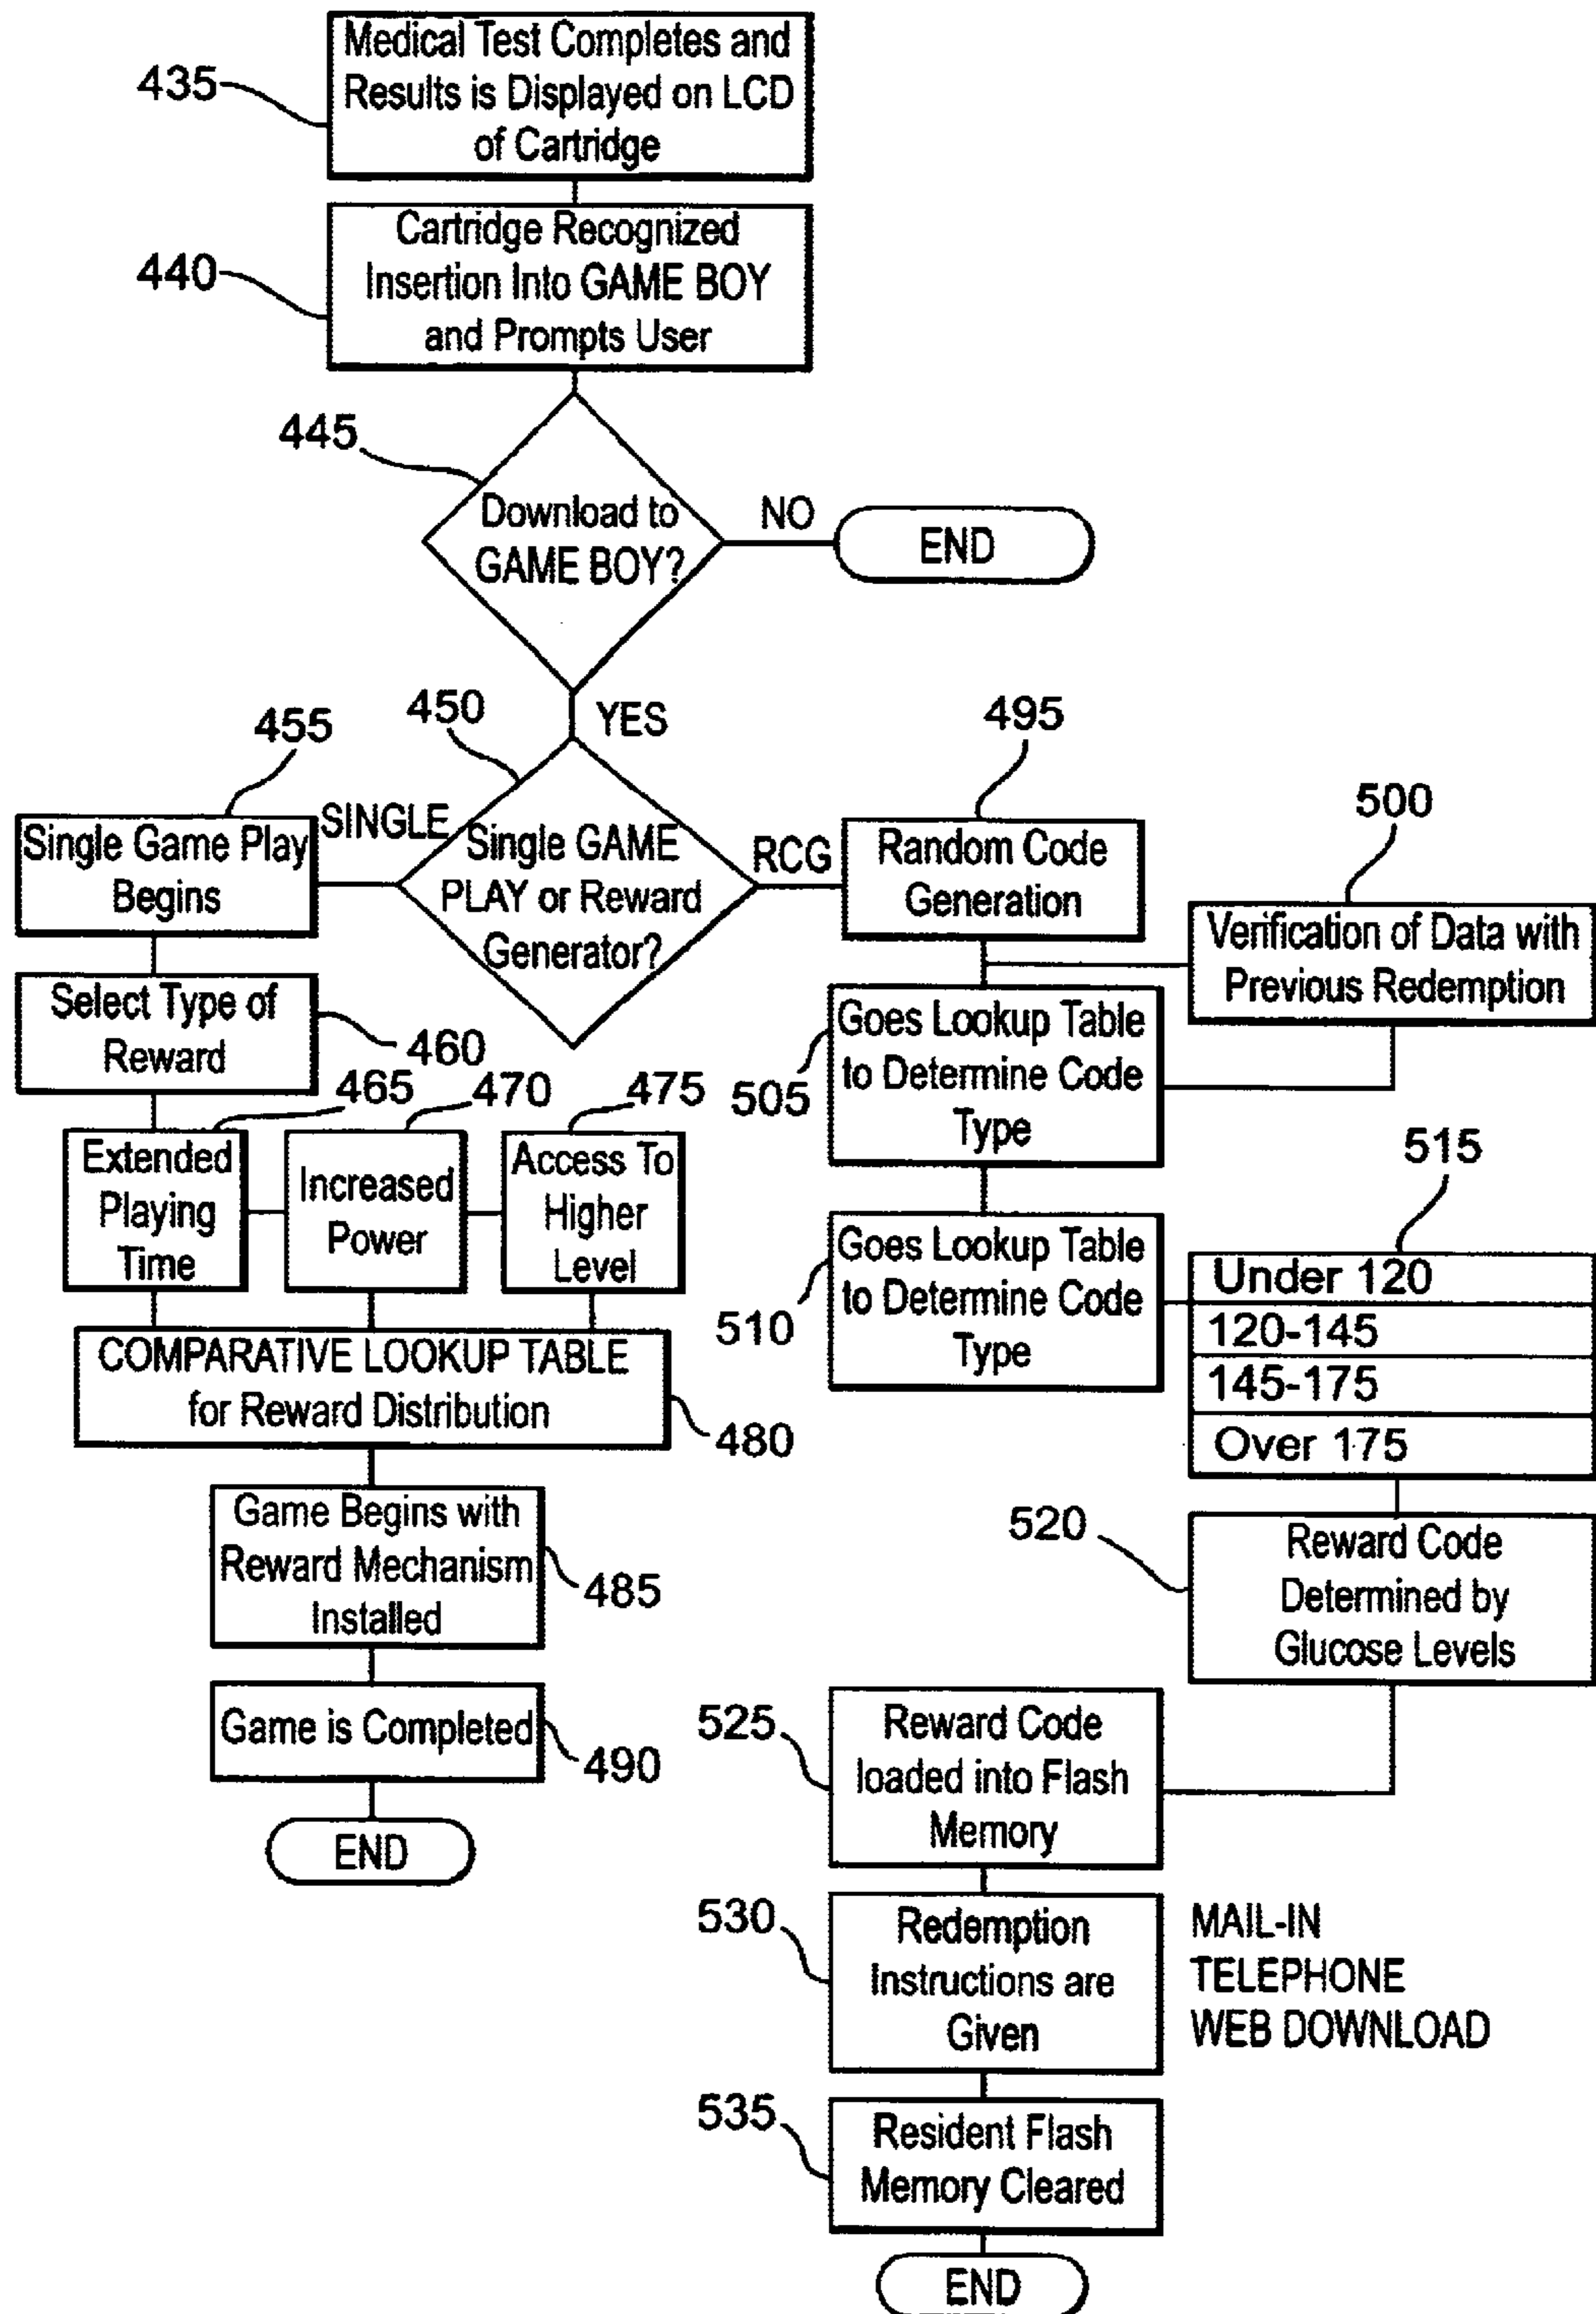 Medical Test Completes and
Results is Displayed on LCD
of Cartridge
435
Cartridge Recognized
Insertion Into GAME BOY
and Prompts User
440
445
Download to
GAME BOY?
NO
END
YES
450
Single GAME
PLAY or Reward
Generator?
SINGLE
RCG
455
Single Game Play
Begins
Select Type of
Reward
460
465
Extended
Playing
Time
470
Increased
Power
475
Access To
Higher
Level
COMPARATIVE LOOKUP TABLE
for Reward Distribution
480
Game Begins with
Reward Mechanism
Installed
485
Game is Completed
490
END
495
Random Code
Generation
500
Verification of Data with
Previous Redemption
505
Goes Lookup Table
to Determine Code
Type
510
Goes Lookup Table
to Determine Code
Type
515
Under 120
120-145
145-175
Over 175
520
Reward Code
Determined by
Glucose Levels
525
Reward Code
loaded into Flash
Memory
530
Redemption
Instructions are
Given
MAIL-IN
TELEPHONE
WEB DOWNLOAD
535
Resident Flash
Memory Cleared
END